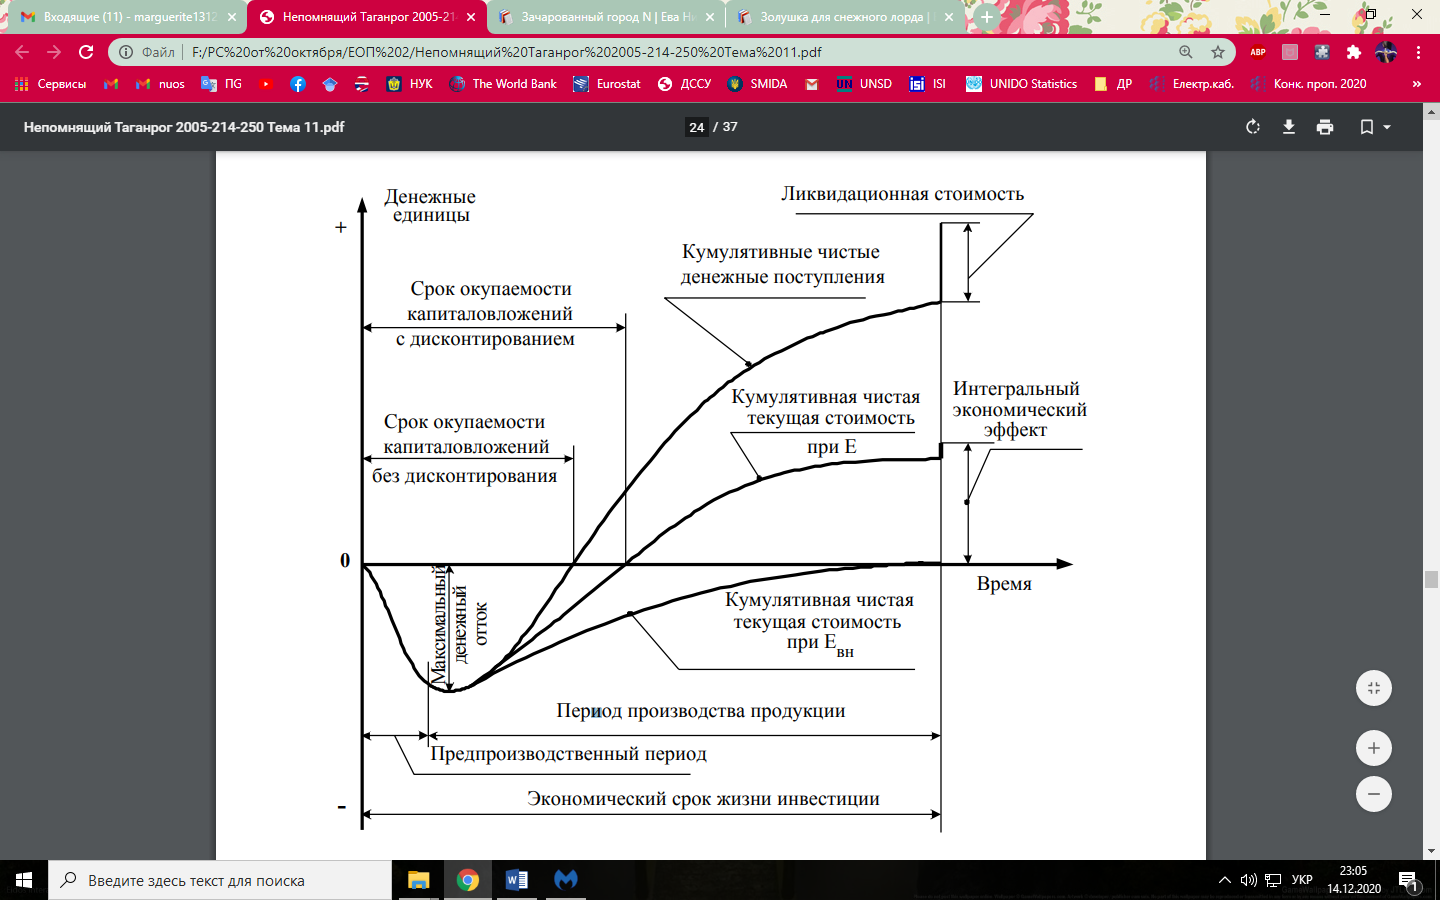 Входящие (11) - marguerite1312
Непомнящий Таганрог 2005-214
Зачарованный город N | Ева Ни
Золушка для снежного лорда |
Файл
F:/PC%20от%20октября/ЕОП%202/Непомнящий%20Таганрог%202005-214-250%20Тема%2011.pdf
ABP
Сервисы
nuos
ПG
НУК
The World Bank
Eurostat
ДССУ
SMIDA
UNSD
ISI
UNIDO Statistics
ДР
Електр.каб.
Конк. проп. 2020
»
Непомнящий Таганрог 2005-214-250 Тема 11.pdf
24 / 37
Денежные
единицы
+
Ликвидационная стоимость
Кумулятивные чистые
денежные поступления
Срок окупаемости
капиталовложений
с дисконтированием
Интегральный
экономический
эффект
Кумулятивная чистая
текущая стоимость
при Е
Срок окупаемости
капиталовложений
без дисконтирования
0
Время
Максимальный
денежный
отток
Кумулятивная чистая
текущая стоимость
при Евн
Период производства продукции
Предпроизводственный период
Экономический срок жизни инвестиции
-
Введите здесь текст для поиска
УКР
23:05
14.12.2020
1